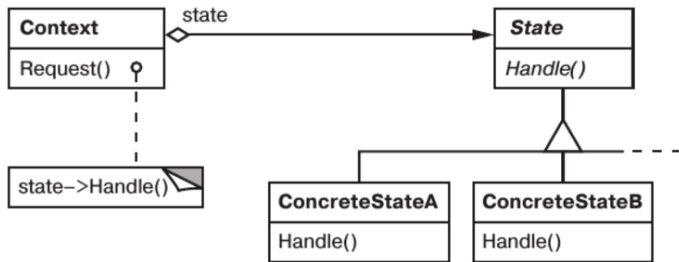 state
Context
State
Request()
Handle()
state–>Handle()
ConcreteStateA
ConcreteStateB
Handle()
Handle()